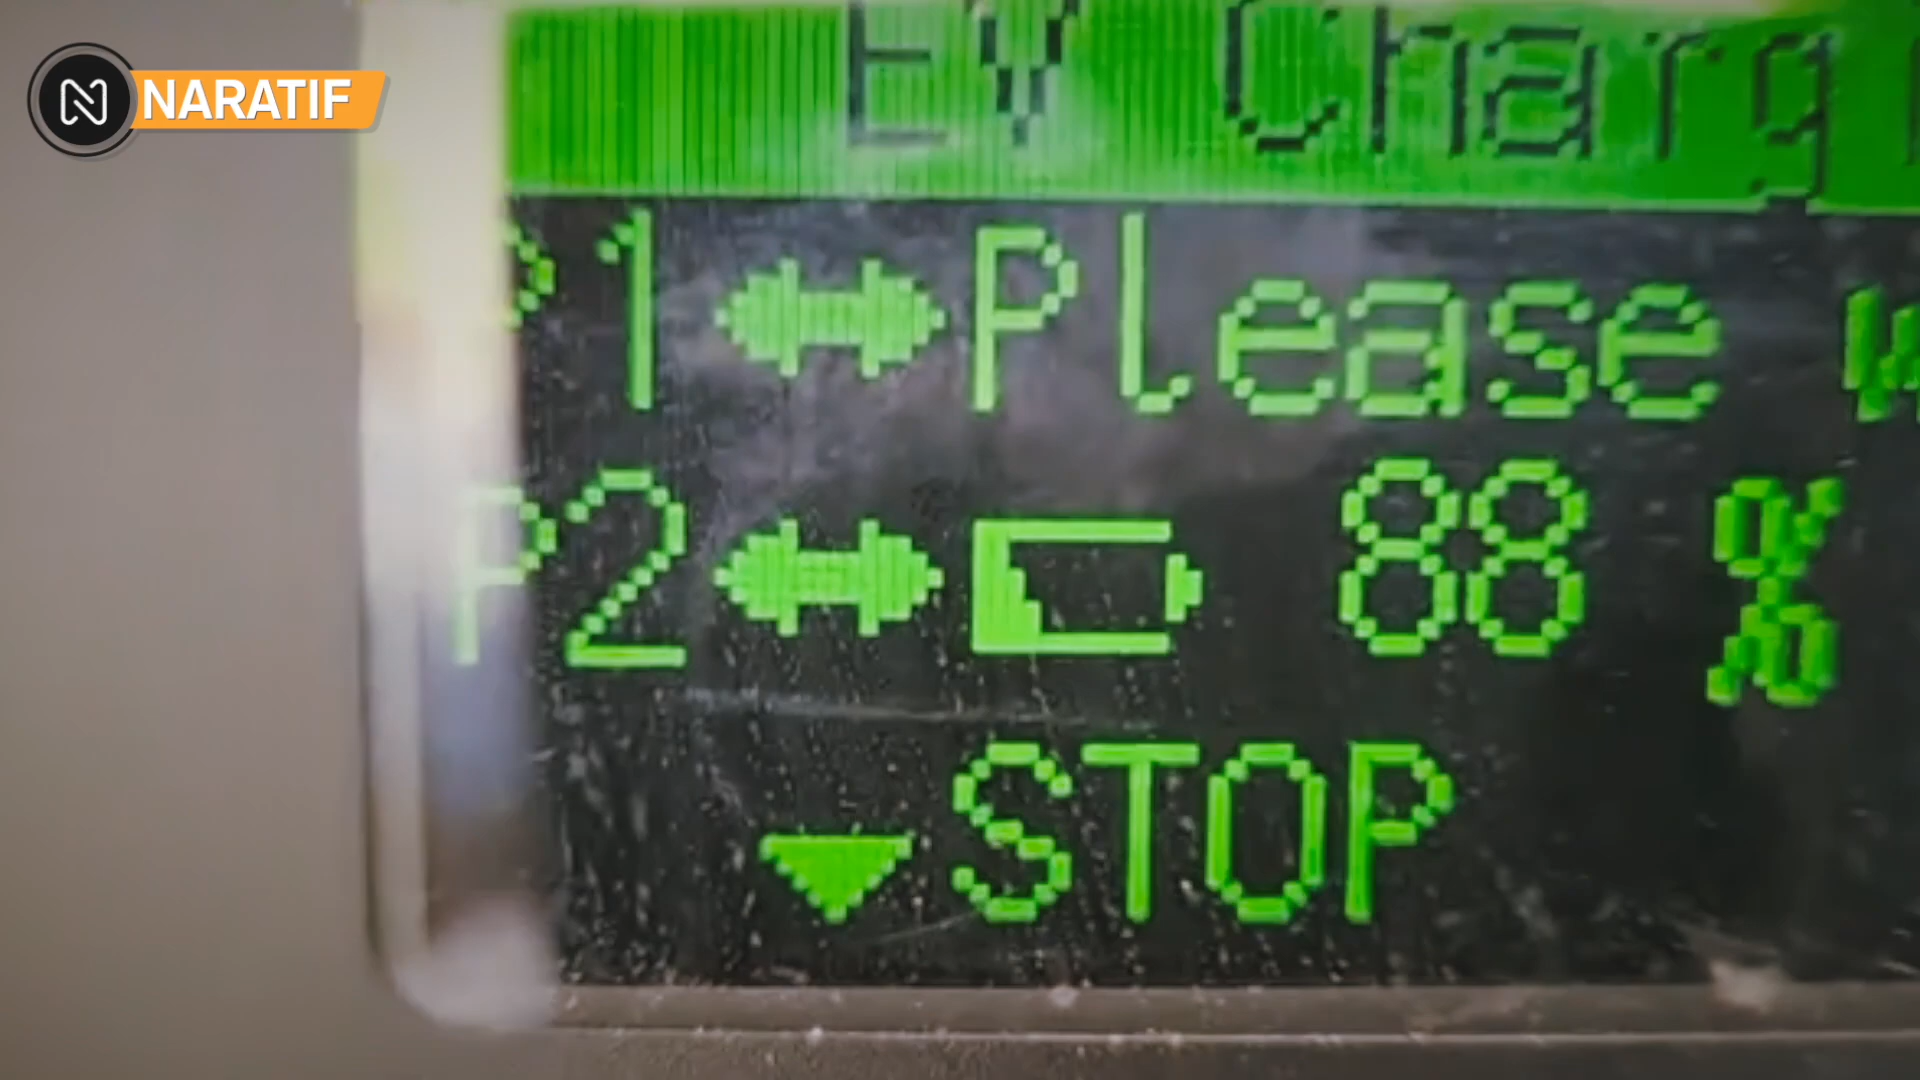 NARATIF
EV Charg
P1 Please
P2 88 %
STOP